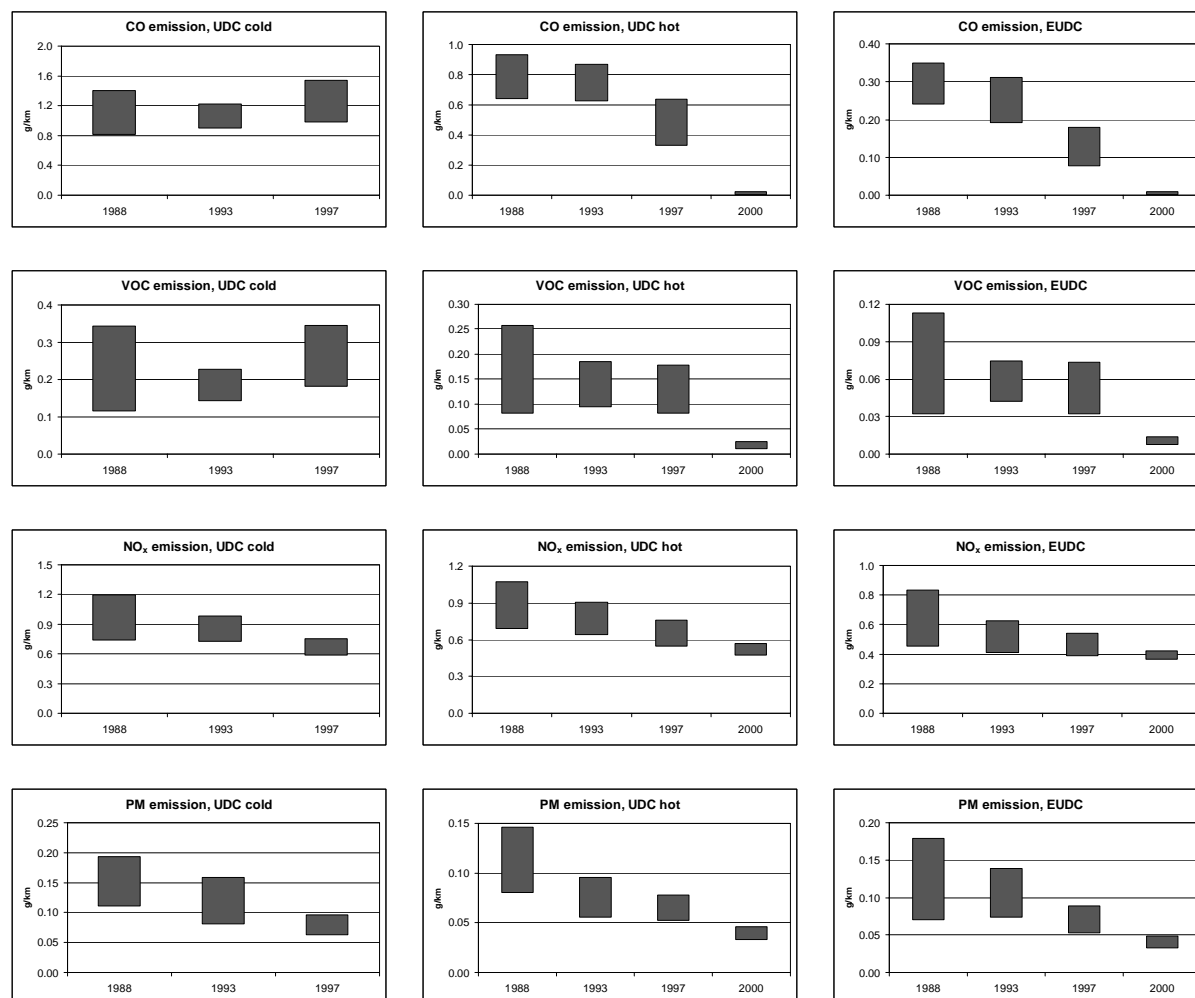 CO emission, UDC cold
2.0
1.6
1.2
0.8
0.4
0.0
g/km
1988 1993 1997
CO emission, UDC hot
1.0
0.8
0.6
0.4
0.2
0.0
g/km
1988 1993 1997 2000
CO emission, EUDC
0.40
0.30
0.20
0.10
0.00
g/km
1988 1993 1997 2000
VOC emission, UDC cold
0.4
0.3
0.2
0.1
0.0
g/km
1988 1993 1997
VOC emission, UDC hot
0.30
0.25
0.20
0.15
0.10
0.05
0.00
g/km
1988 1993 1997 2000
VOC emission, EUDC
0.12
0.09
0.06
0.03
0.00
g/km
1988 1993 1997 2000
NOx emission, UDC cold
1.5
1.2
0.9
0.6
0.3
0.0
g/km
1988 1993 1997
NOx emission, UDC hot
1.2
0.9
0.6
0.3
0.0
g/km
1988 1993 1997 2000
NOx emission, EUDC
1.0
0.8
0.6
0.4
0.2
0.0
g/km
1988 1993 1997 2000
PM emission, UDC cold
0.25
0.20
0.15
0.10
0.05
0.00
g/km
1988 1993 1997
PM emission, UDC hot
0.15
0.10
0.05
0.00
g/km
1988 1993 1997 2000
PM emission, EUDC
0.20
0.15
0.10
0.05
0.00
g/km
1988 1993 1997 2000